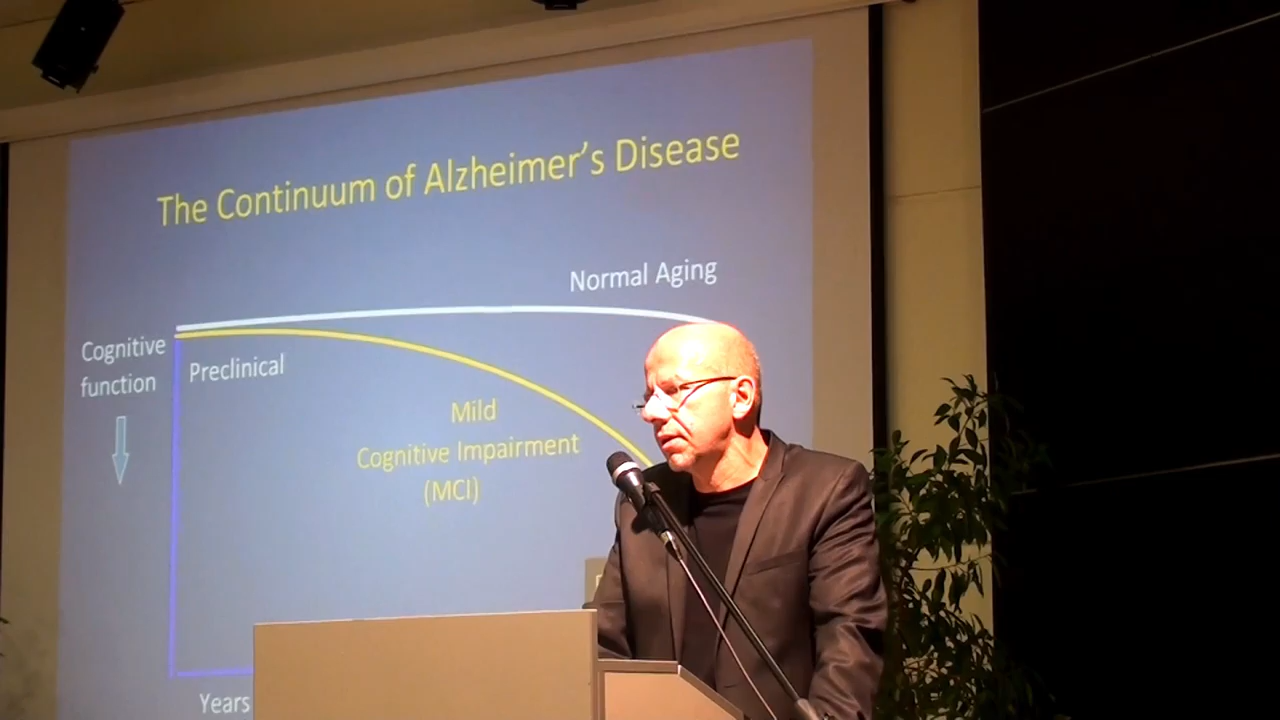 The Continuum of Alzheimer's Disease
Normal Aging
Cognitive
function
Preclinical
Mild
Cognitive Impairment
(MCI)
Years